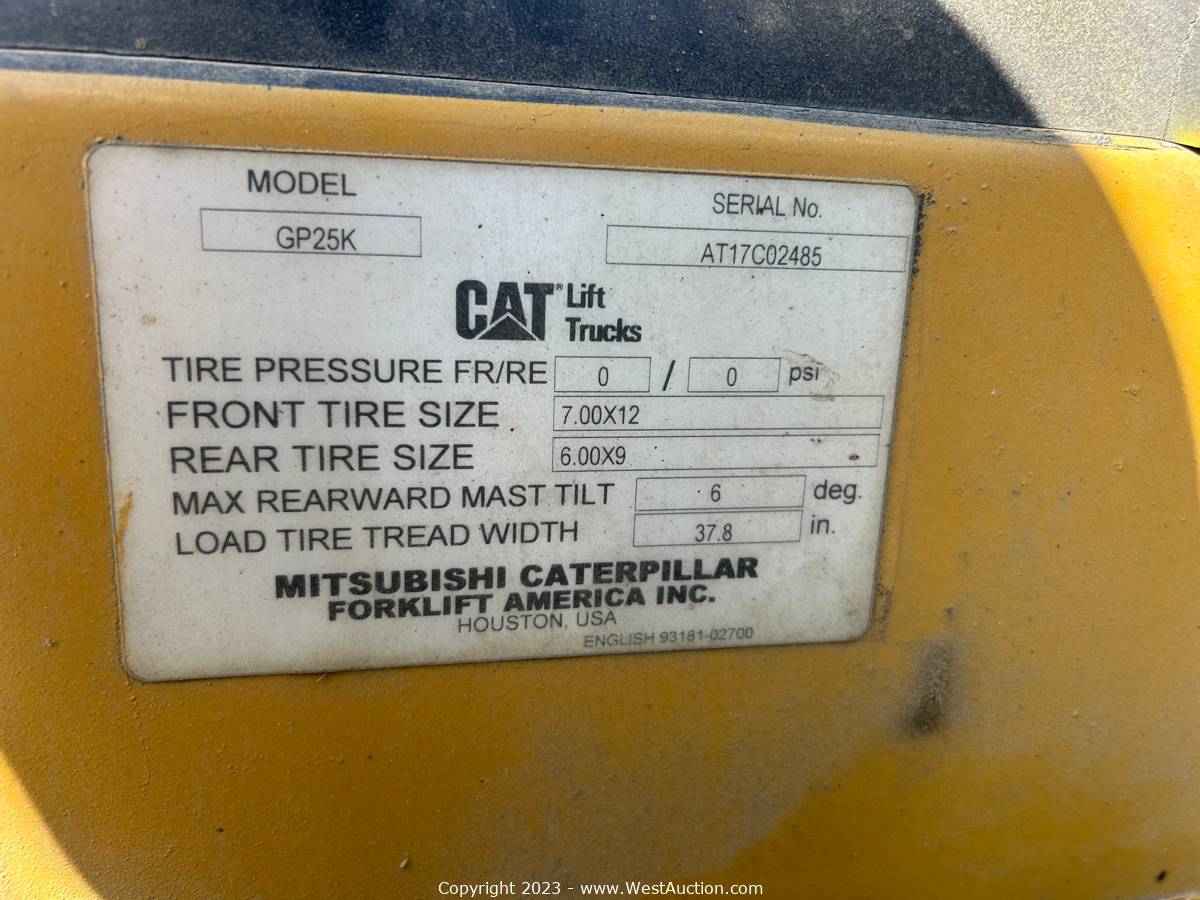 MODEL
SERIAL No.
GP25K
AT17C02485
CAT® Lift
Trucks
TIRE PRESSURE FR/RE 0 / 0 psi
FRONT TIRE SIZE 7.00X12
REAR TIRE SIZE 6.00X9
MAX REARWARD MAST TILT 6 deg.
LOAD TIRE TREAD WIDTH 37.8 in.
MITSUBISHI CATERPILLAR
FORKLIFT AMERICA INC.
HOUSTON, USA
ENGLISH 93181-02700
Copyright 2023 - www.WestAuction.com